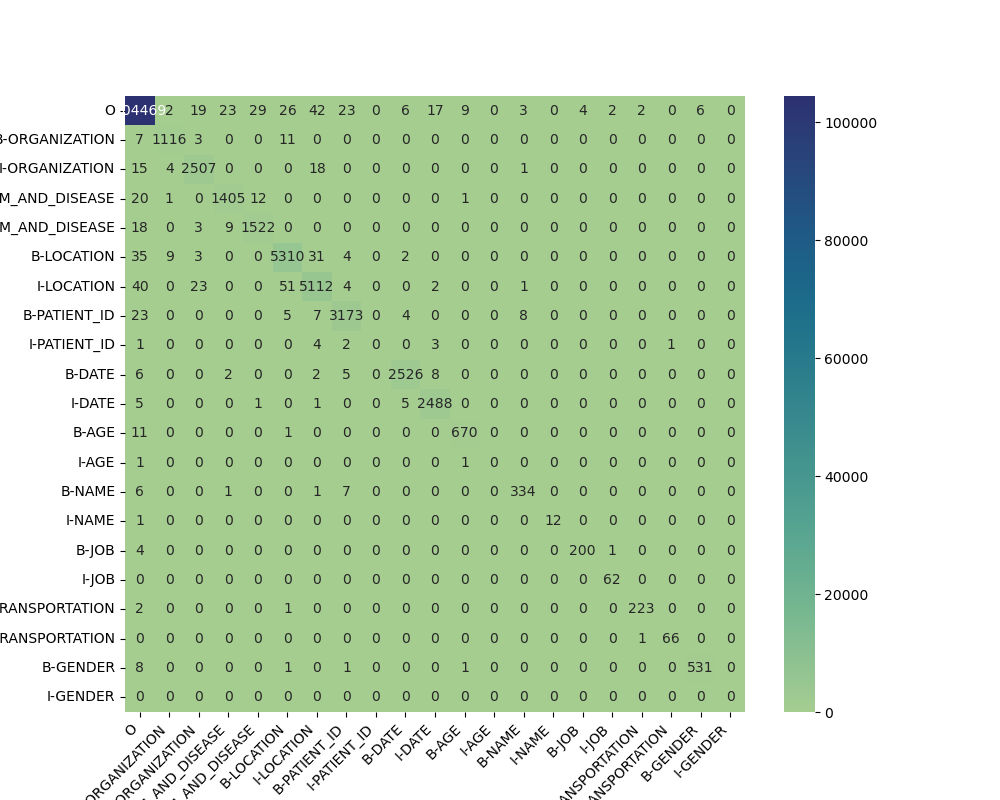 O 04469 2 19 23 29 26 42 23 0 6 17 9 0 3 0 4 2 2 0 6 0
B-ORGANIZATION 7 1116 3 0 0 11 0 0 0 0 0 0 0 0 0 0 0 0 0 0 0
I-ORGANIZATION 15 4 2507 0 0 0 18 0 0 0 0 0 0 1 0 0 0 0 0 0 0
M_AND_DISEASE 20 1 0 1405 12 0 0 0 0 0 0 1 0 0 0 0 0 0 0 0 0
M_AND_DISEASE 18 0 3 9 1522 0 0 0 0 0 0 0 0 0 0 0 0 0 0 0 0
B-LOCATION 35 9 3 0 0 5310 31 4 0 2 0 0 0 0 0 0 0 0 0 0 0
I-LOCATION 40 0 23 0 0 51 5112 4 0 0 2 0 0 1 0 0 0 0 0 0 0
B-PATIENT_ID 23 0 0 0 0 5 7 3173 0 4 0 0 0 8 0 0 0 0 0 0 0
I-PATIENT_ID 1 0 0 0 0 0 4 2 0 0 3 0 0 0 0 0 0 0 1 0 0
B-DATE 6 0 0 2 0 0 2 5 0 2526 8 0 0 0 0 0 0 0 0 0 0
I-DATE 5 0 0 0 1 0 1 0 0 5 2488 0 0 0 0 0 0 0 0 0 0
B-AGE 11 0 0 0 0 1 0 0 0 0 0 670 0 0 0 0 0 0 0 0 0
I-AGE 1 0 0 0 0 0 0 0 0 0 0 1 0 0 0 0 0 0 0 0 0
B-NAME 6 0 0 1 0 0 1 7 0 0 0 0 0 334 0 0 0 0 0 0 0
I-NAME 1 0 0 0 0 0 0 0 0 0 0 0 0 0 12 0 0 0 0 0 0
B-JOB 4 0 0 0 0 0 0 0 0 0 0 0 0 0 0 200 1 0 0 0 0
I-JOB 0 0 0 0 0 0 0 0 0 0 0 0 0 0 0 0 62 0 0 0 0
RANSPORTATION 2 0 0 0 0 1 0 0 0 0 0 0 0 0 0 0 0 223 0 0 0
RANSPORTATION 0 0 0 0 0 0 0 0 0 0 0 0 0 0 0 0 0 1 66 0 0
B-GENDER 8 0 0 0 0 1 0 1 0 0 0 1 0 0 0 0 0 0 0 531 0
I-GENDER 0 0 0 0 0 0 0 0 0 0 0 0 0 0 0 0 0 0 0 0 0
O
ORGANIZATION
ORGANIZATION
_AND_DISEASE
AND_DISEASE
B-LOCATION
I-LOCATION
B-PATIENT_ID
I-PATIENT_ID
B-DATE
I-DATE
B-AGE
I-AGE
B-NAME
I-NAME
B-JOB
I-JOB
ANSPORTATION
ANSPORTATION
B-GENDER
I-GENDER
100000
80000
60000
40000
20000
0